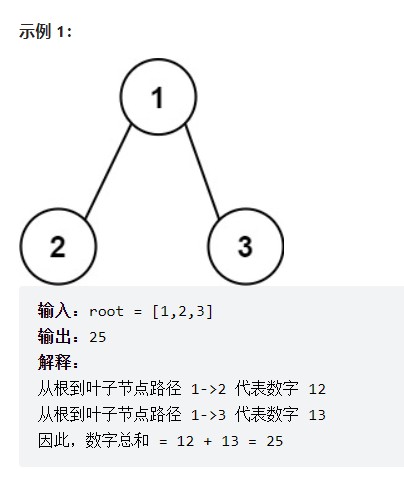 示例 1：
1
2 3
输入：root = [1,2,3]
输出：25
解释：
从根到叶子节点路径 1->2 代表数字 12
从根到叶子节点路径 1->3 代表数字 13
因此，数字总和 = 12 + 13 = 25